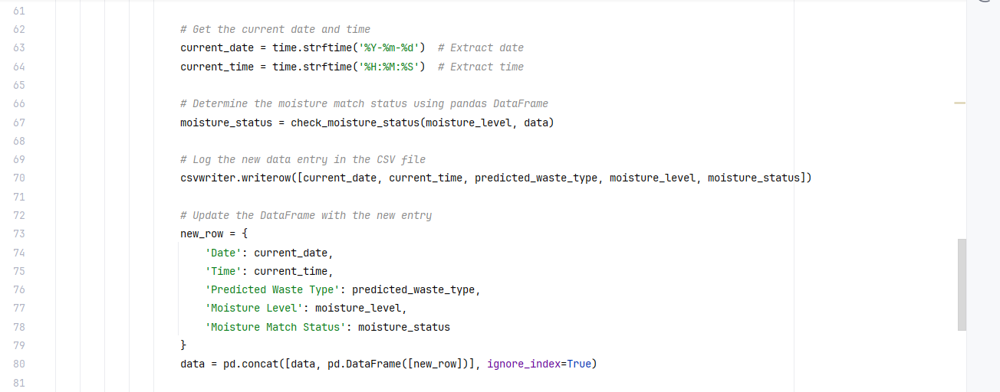 61
62 # Get the current date and time
63 current_date = time.strftime('%Y-%m-%d')  # Extract date
64 current_time = time.strftime('%H:%M:%S')  # Extract time
65
66 # Determine the moisture match status using pandas DataFrame
67 moisture_status = check_moisture_status(moisture_level, data)
68
69 # Log the new data entry in the CSV file
70 csvwriter.writerow([current_date, current_time, predicted_waste_type, moisture_level, moisture_status])
71
72 # Update the DataFrame with the new entry
73 new_row = {
74     'Date': current_date,
75     'Time': current_time,
76     'Predicted Waste Type': predicted_waste_type,
77     'Moisture Level': moisture_level,
78     'Moisture Match Status': moisture_status
79 }
80 data = pd.concat([data, pd.DataFrame([new_row])], ignore_index=True)
81